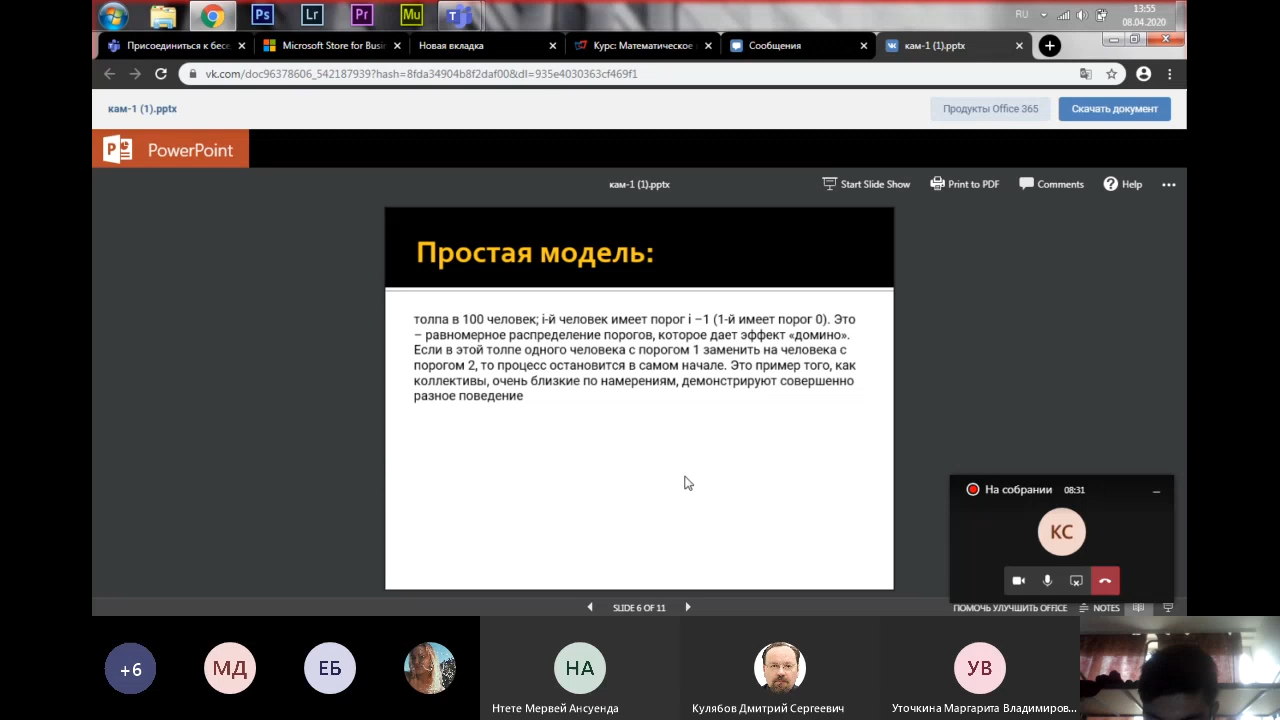 Ps
Lr
Pr
Mu
RU
13:55
08.04.2020
Присоединиться к бесе
Microsoft Store for Busi
Новая вкладка
Курс: Математическое
Сообщения
кам-1 (1).pptx
vk.com/doc96378606_542187939?hash=8fda34904b8f2daf00&dl=935e4030363cf469f1
кам-1 (1).pptx
Продукты Office 365
Скачать документ
PowerPoint
кам-1 (1).pptx
Start Slide Show
Print to PDF
Comments
Help
Простая модель:
толпа в 100 человек; i-й человек имеет порог i −1 (1-й имеет порог 0). Это
– равномерное распределение порогов, которое дает эффект «домино».
Если в этой толпе одного человека с порогом 1 заменить на человека с
порогом 2, то процесс остановится в самом начале. Это пример того, как
коллективы, очень близкие по намерениям, демонстрируют совершенно
разное поведение
На собрании 08:31
КС
SLIDE 6 OF 11
ПОМОЧЬ УЛУЧШИТЬ OFFICE
NOTES
+6
МД
ЕБ
НА
УВ
Нтете Мервей Ансуенда
Кулябов Дмитрий Сергеевич
Уточкина Маргарита Владимиров...